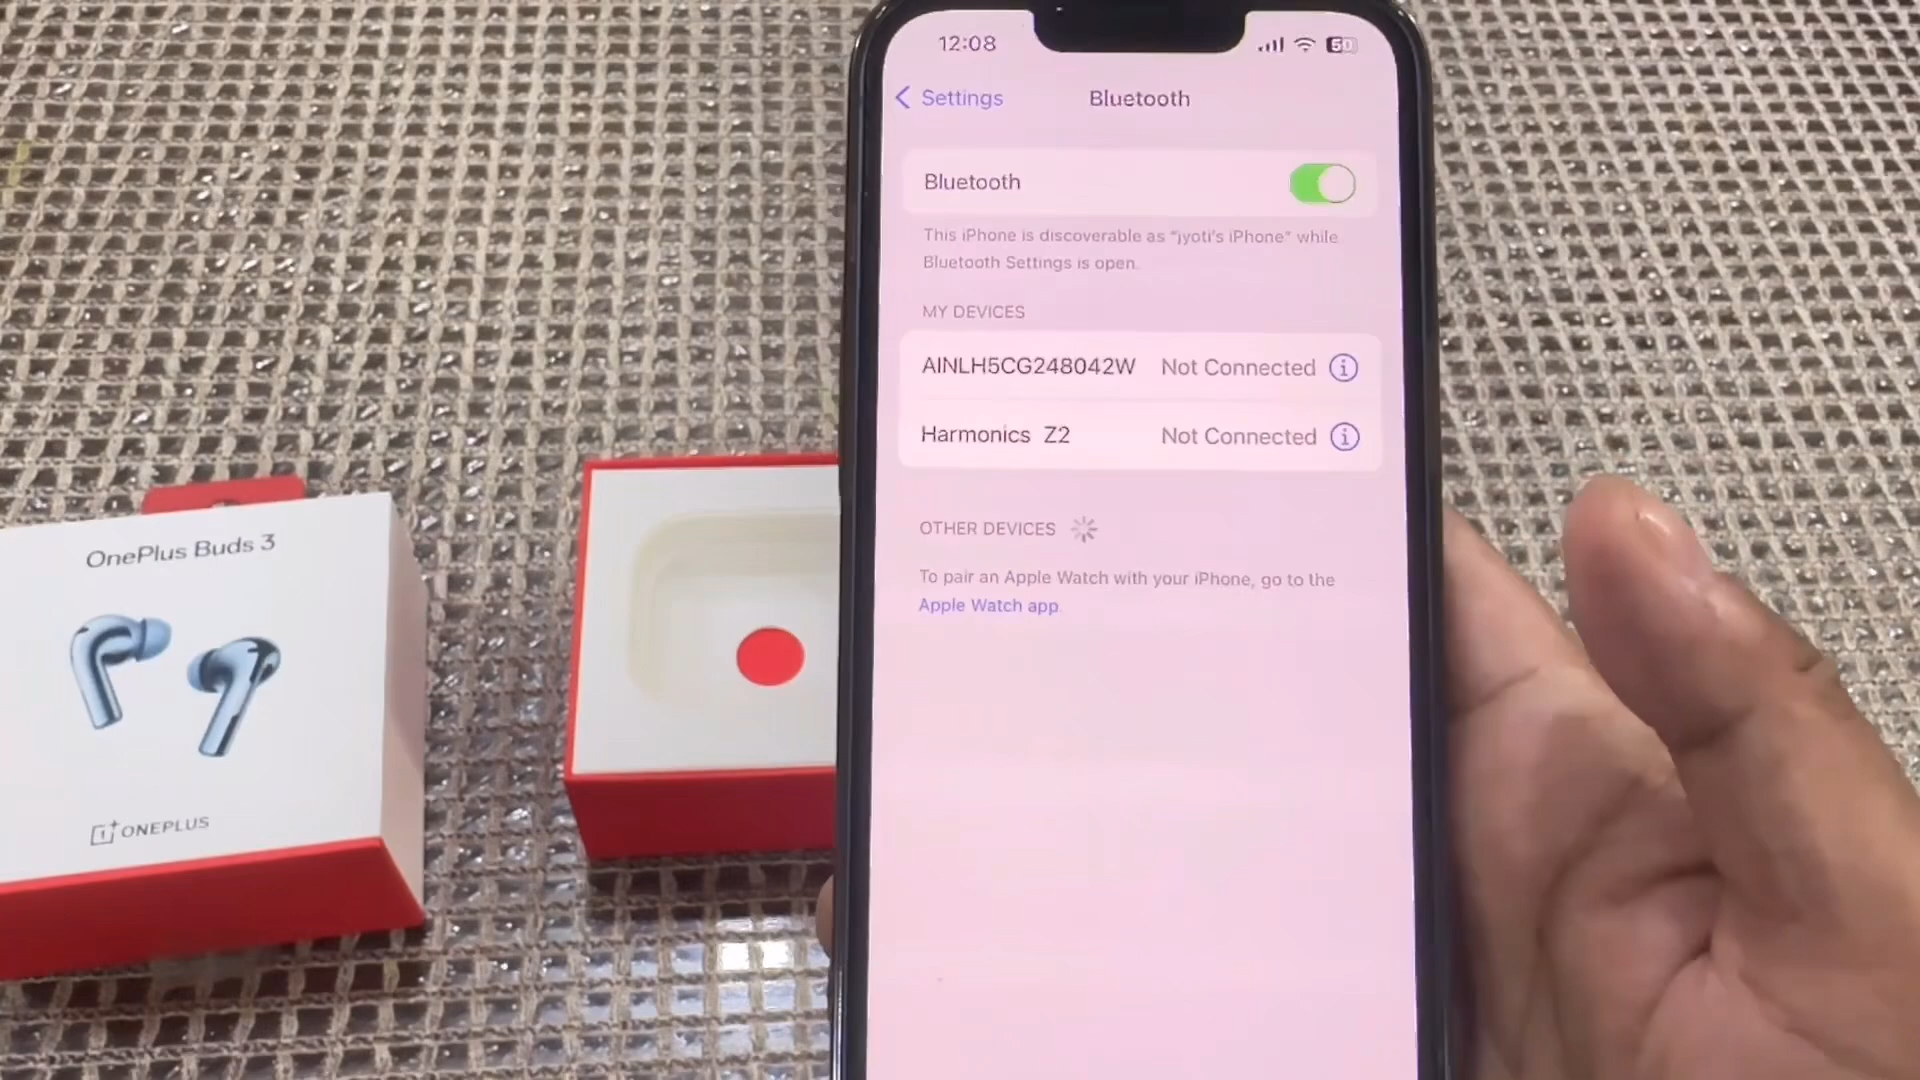 12:08
50
Settings
Bluetooth
Bluetooth
This iPhone is discoverable as "jyoti's iPhone" while
Bluetooth Settings is open.
MY DEVICES
AINLH5CG248042W Not Connected
Harmonics Z2 Not Connected
OTHER DEVICES
To pair an Apple Watch with your iPhone, go to the
Apple Watch app.
OnePlus Buds 3
ONEPLUS